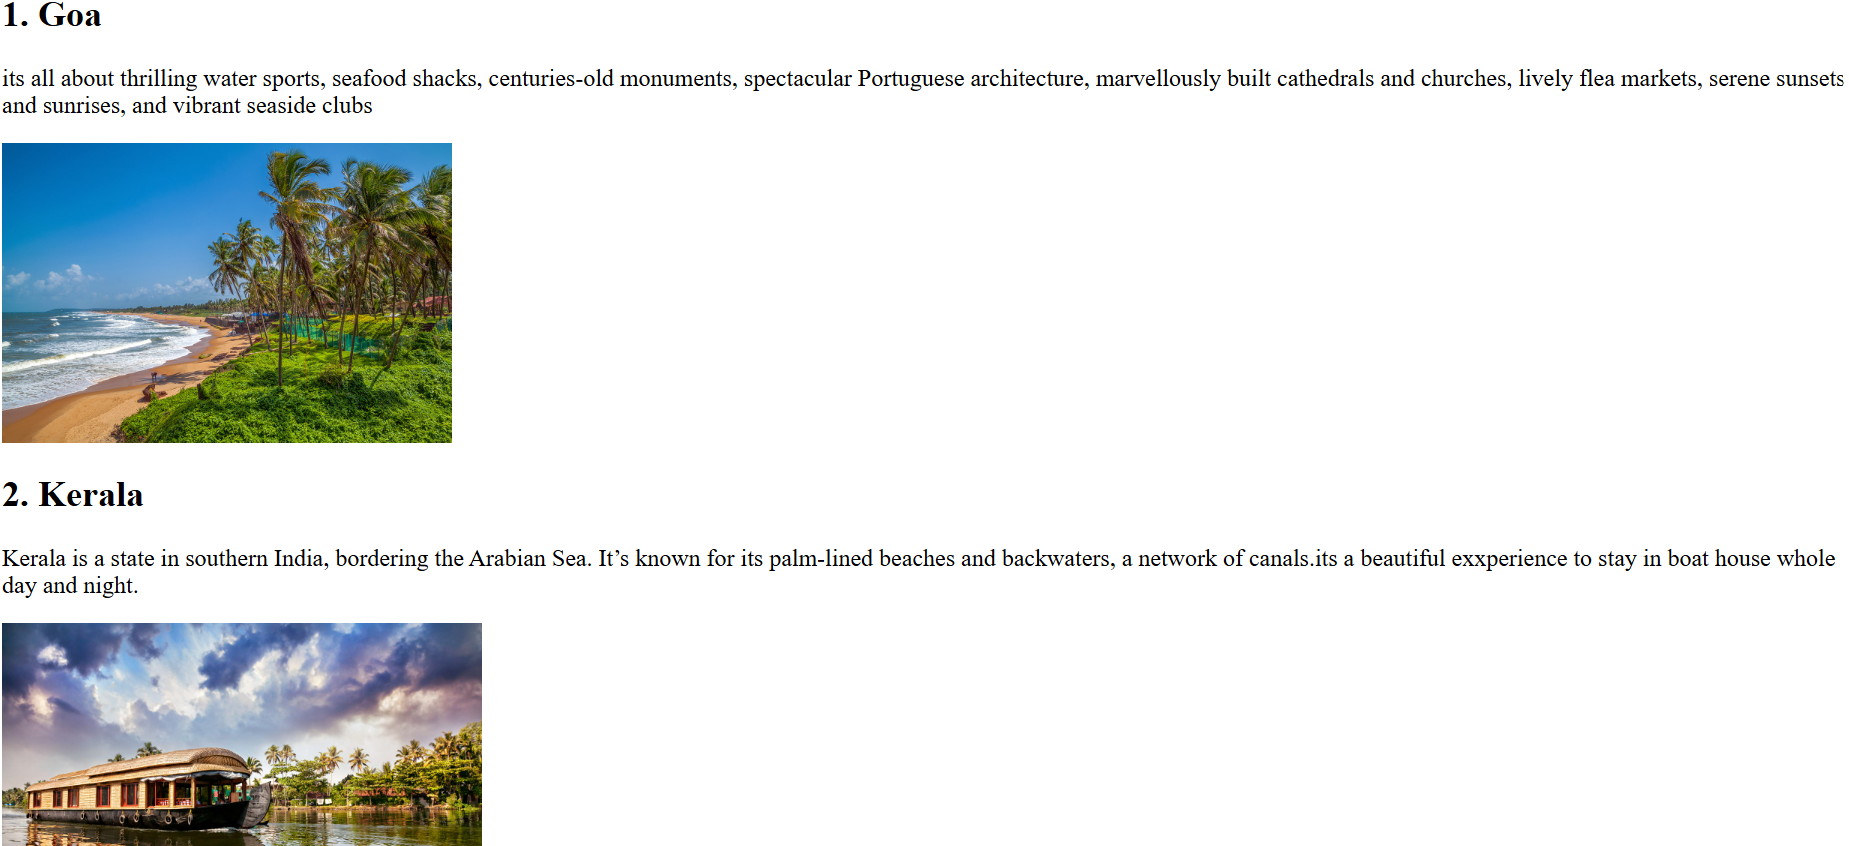 1. Goa
its all about thrilling water sports, seafood shacks, centuries-old monuments, spectacular Portuguese architecture, marvellously built cathedrals and churches, lively flea markets, serene sunsets
and sunrises, and vibrant seaside clubs
2. Kerala
Kerala is a state in southern India, bordering the Arabian Sea. It’s known for its palm-lined beaches and backwaters, a network of canals.its a beautiful exxperience to stay in boat house whole
day and night.